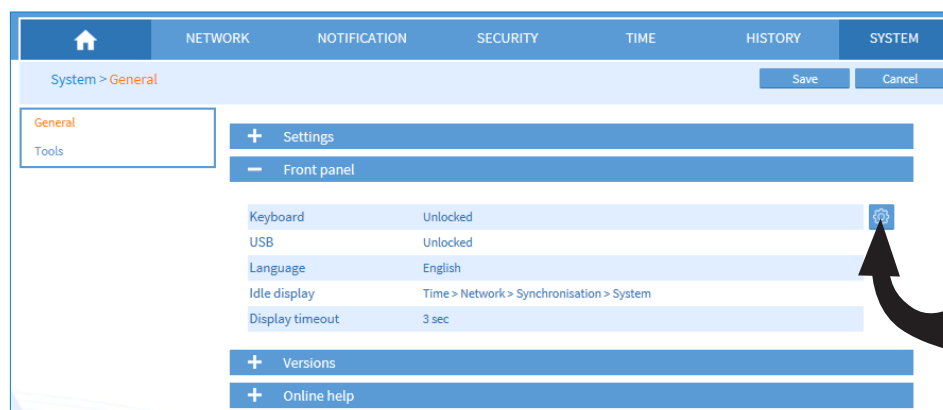 NETWORK NOTIFICATION SECURITY TIME HISTORY SYSTEM
System > General Save Cancel
General
Tools
Settings
Front panel
Keyboard Unlocked
USB Unlocked
Language English
Idle display Time > Network > Synchronisation > System
Display timeout 3 sec
Versions
Online help